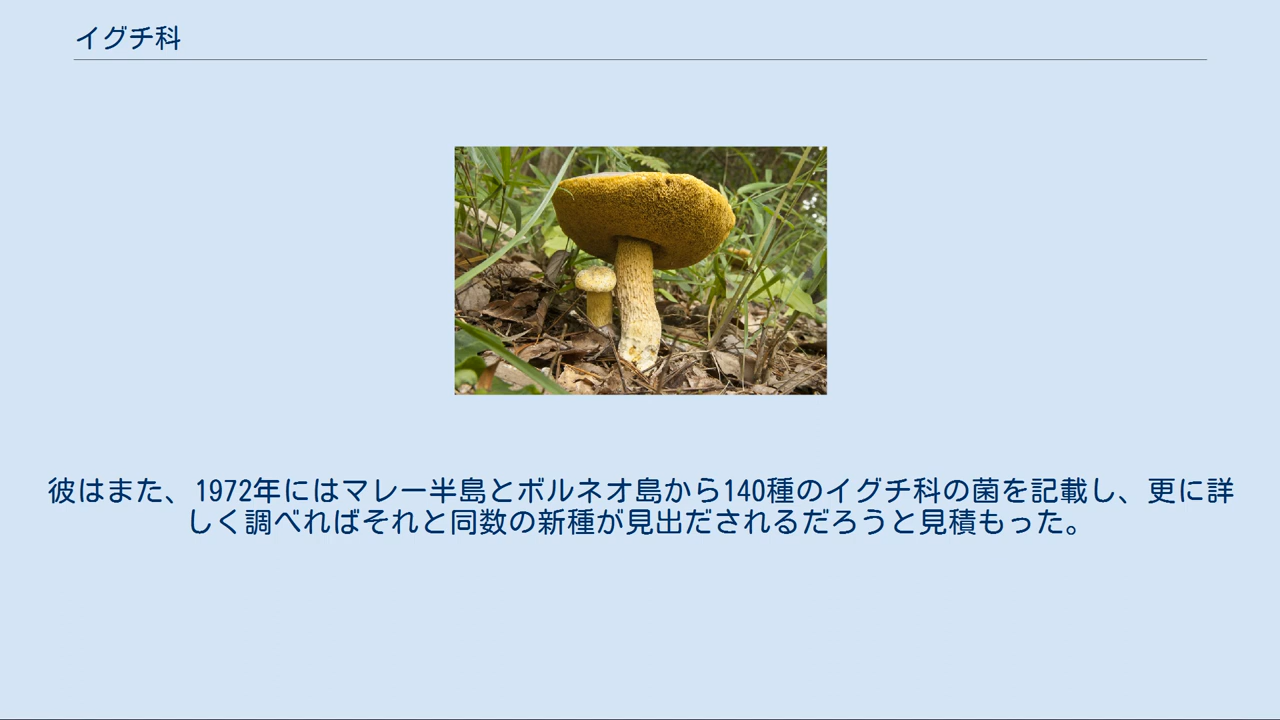 イグチ科
彼はまた、1972年にはマレー半島とボルネオ島から140種のイグチ科の菌を記載し、更に詳
しく調べればそれと同数の新種が見出だされるだろうと見積もった。